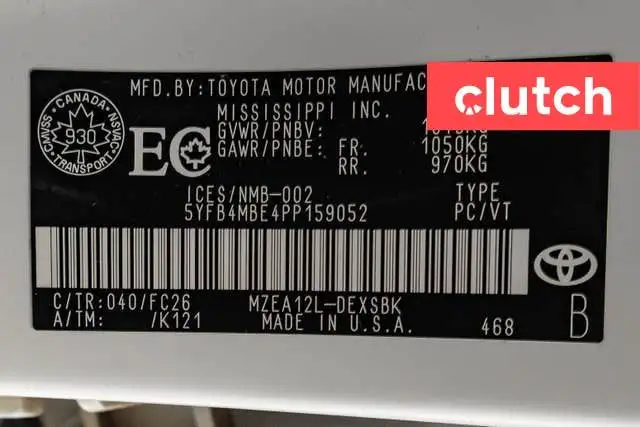 clutch
MFD.BY: TOYOTA MOTOR MANUFAC
MISSISSIPPI INC.
GVWR/PNBV:
GAWR/PNBE: FR. 1050KG
RR. 970KG
CANADA
CMVSS 930 NSVAC
TRANSPORT
EC
ICES/NMB-002 TYPE
5YFB4MBE4PP159052 PC/VT
C/TR:040/FC26 MZEA12L-DEXSBK
A/TM: /K121 MADE IN U.S.A. 468 B